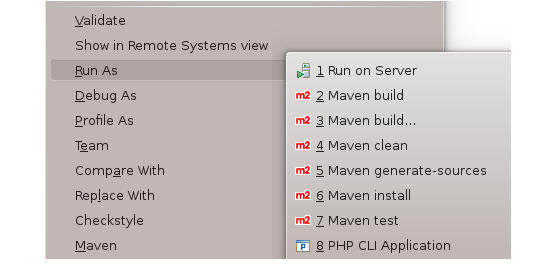 Validate
Show in Remote Systems view
Run As
Debug As
Profile As
Team
Compare With
Replace With
Checkstyle
Maven
1 Run on Server
m2 2 Maven build
m2 3 Maven build...
m2 4 Maven clean
m2 5 Maven generate-sources
m2 6 Maven install
m2 7 Maven test
P 8 PHP CLI Application